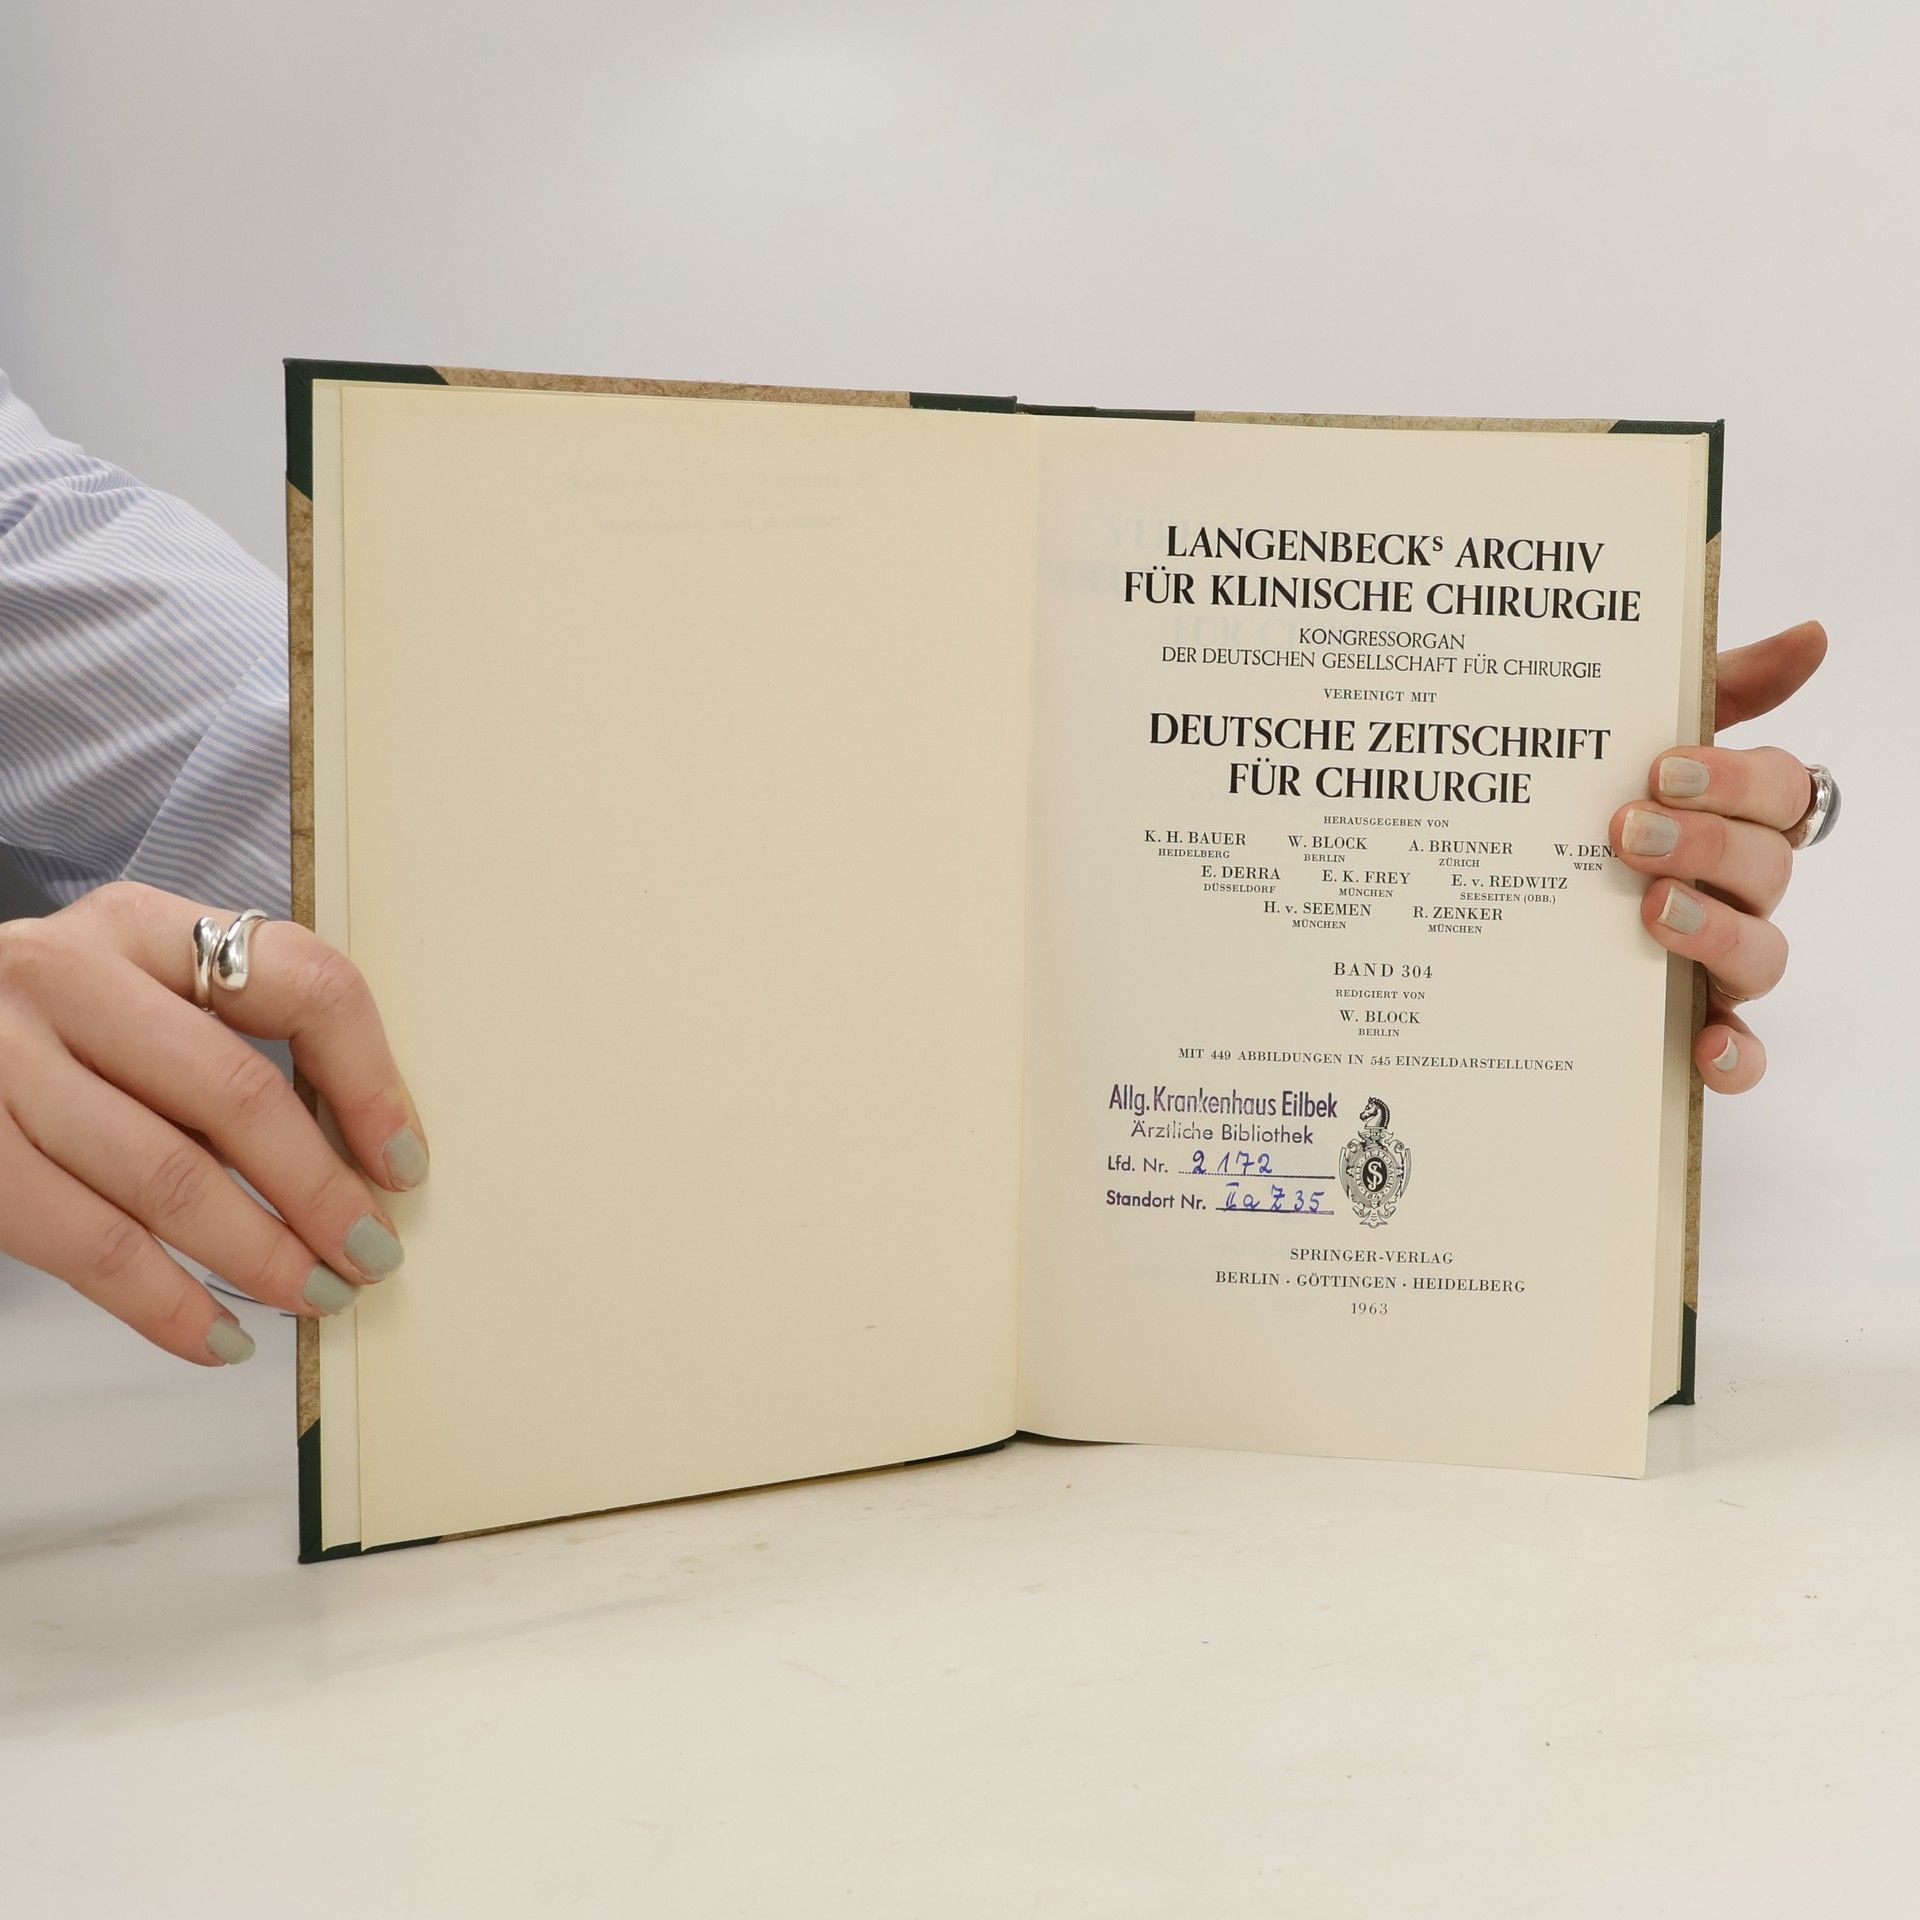 LANGENBECKs ARCHIV
FÜR KLINISCHE CHIRURGIE
KONGRESSORGAN
DER DEUTSCHEN GESELLSCHAFT FÜR CHIRURGIE
VEREINIGT MIT
DEUTSCHE ZEITSCHRIFT
FÜR CHIRURGIE
HERAUSGEGEBEN VON
K. H. BAUER W. BLOCK A. BRUNNER W. DEN
HEIDELBERG BERLIN ZÜRICH WIEN
E. DERRA E. K. FREY E. v. REDWITZ
DÜSSELDORF MÜNCHEN SEESEITEN (OBB.)
H. v. SEEMEN R. ZENKER
MÜNCHEN MÜNCHEN
BAND 304
REDIGIERT VON
W. BLOCK
BERLIN
MIT 449 ABBILDUNGEN IN 545 EINZELDARSTELLUNGEN
Allg. Krankenhaus Eilbek
Ärztliche Bibliothek
Lfd. Nr. 2172
Standort Nr. IIa Z 35
SPRINGER-VERLAG
BERLIN · GÖTTINGEN · HEIDELBERG
1963